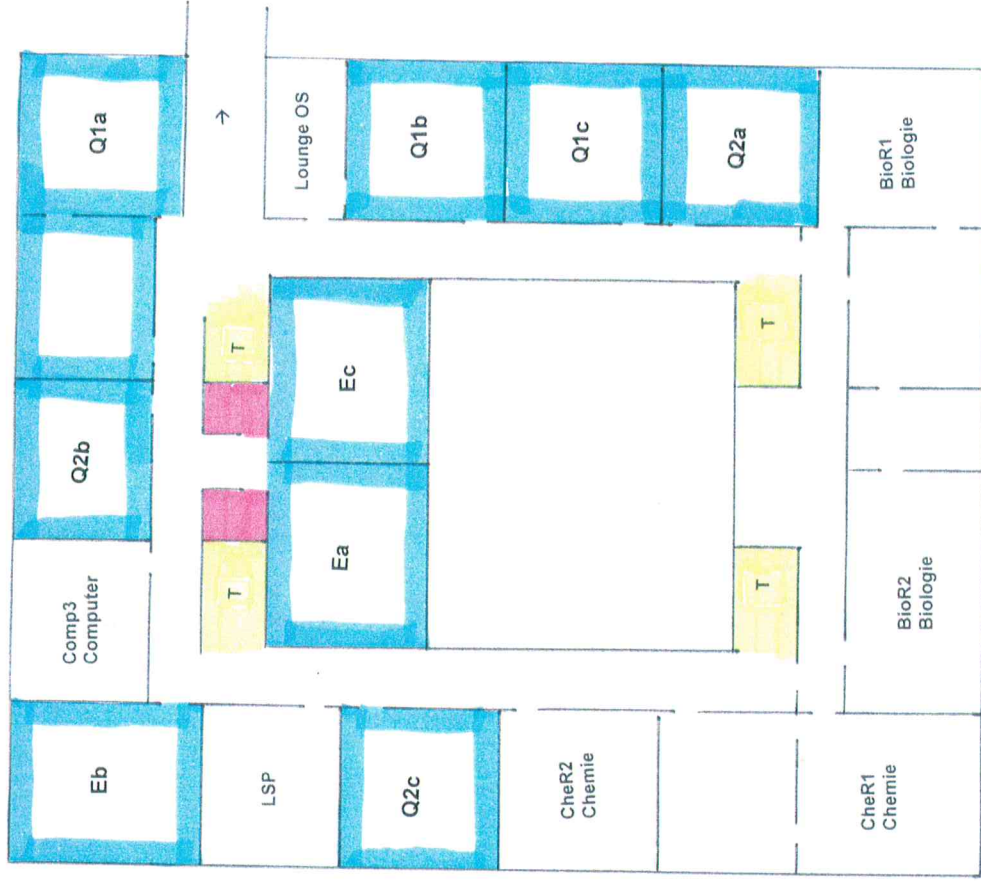 Q1a
→
Lounge OS
Q1b
Q1c
Q2a
BioR1
Biologie
Q2b
T
Ec
T
Comp3
Computer
T
Ea
T
BioR2
Biologie
Eb
LSP
Q2c
CheR2
Chemie
CheR1
Chemie